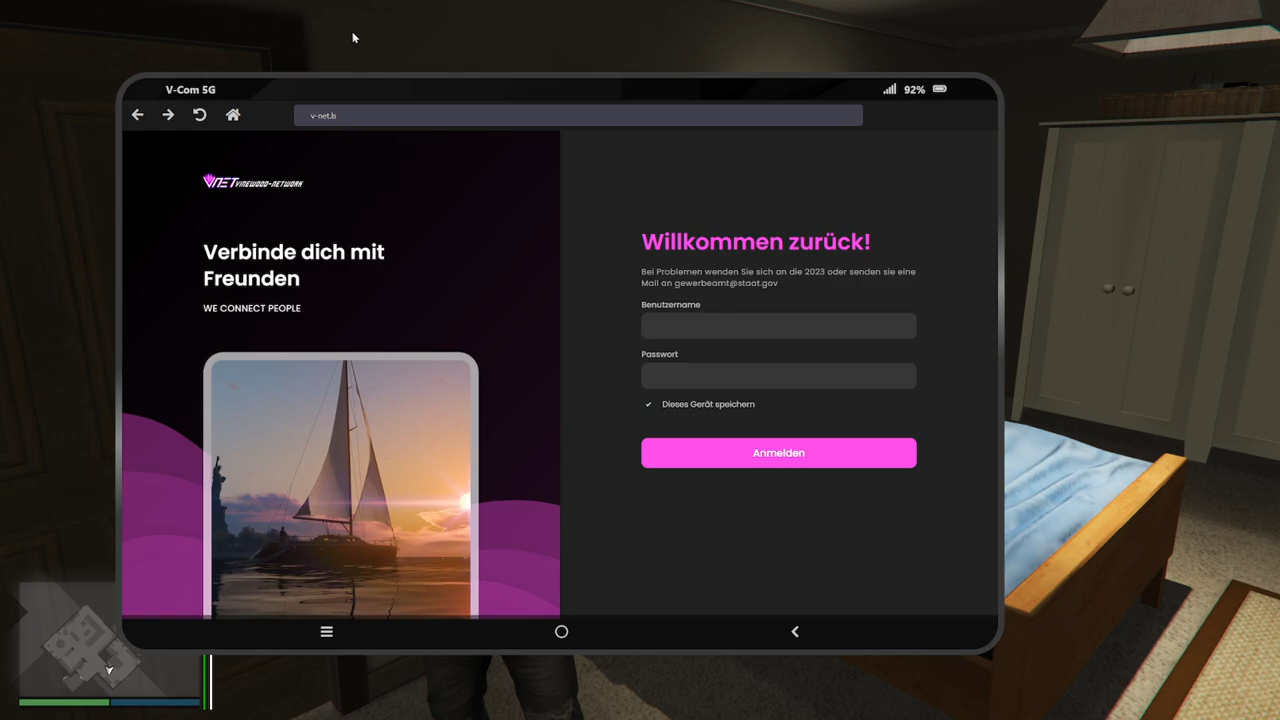 V-Com 5G
92%
v-net.ls
VNET VINEWOOD-NETWORK
Verbinde dich mit
Freunden
WE CONNECT PEOPLE
Willkommen zurück!
Bei Problemen wenden Sie sich an die 2023 oder senden sie eine
Mail an gewerbeamt@staat.gov
Benutzername
Passwort
Dieses Gerät speichern
Anmelden